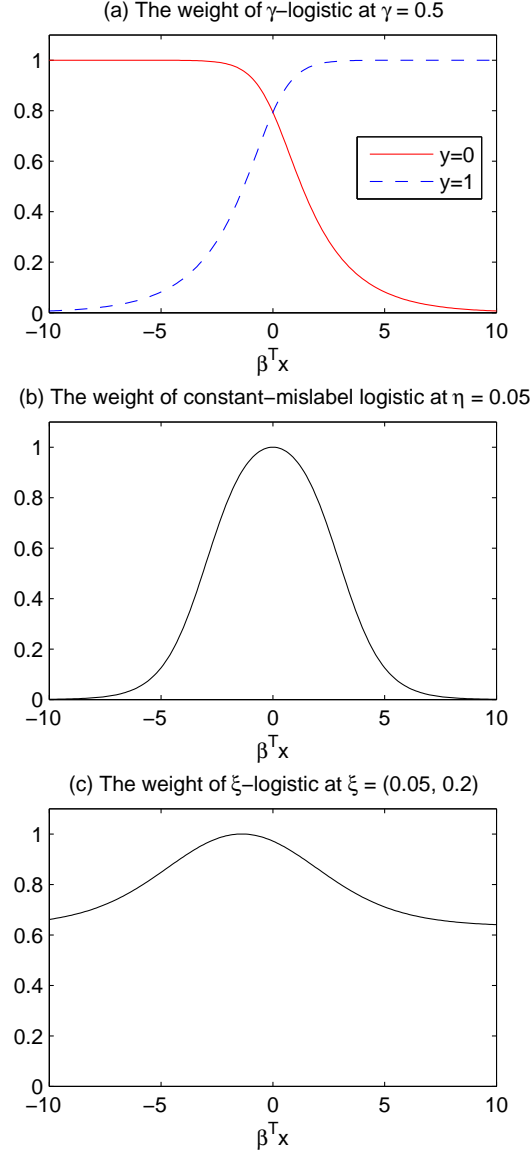 (a) The weight of γ−logistic at γ = 0.5
1
0.8
0.6
0.4
0.2
0
y=0
y=1
−10 −5 0 5 10
βᵀx
(b) The weight of constant−mislabel logistic at η = 0.05
1
0.8
0.6
0.4
0.2
0
−10 −5 0 5 10
βᵀx
(c) The weight of ξ−logistic at ξ = (0.05, 0.2)
1
0.8
0.6
0.4
0.2
0
−10 −5 0 5 10
βᵀx